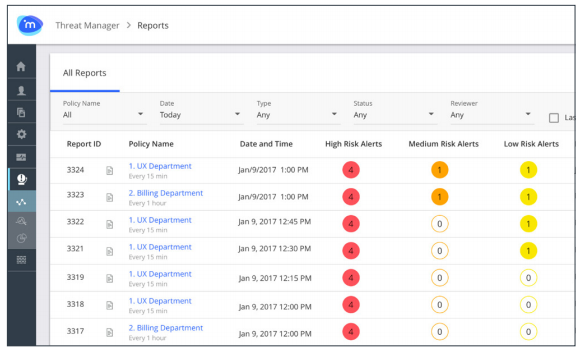 m
Threat Manager > Reports
All Reports
Policy Name Date Type Status Reviewer
All Today Any Any Any Las
Report ID Policy Name Date and Time High Risk Alerts Medium Risk Alerts Low Risk Alerts
3324 1. UX Department Jan/9/2017 1:00 PM 4 1 1
Every 15 min
3323 2. Billing Department Jan/9/2017 1:00 PM 4 1 1
Every 1 hour
3322 1. UX Department Jan 9, 2017 12:45 PM 4 0 1
Every 15 min
3321 1. UX Department Jan 9, 2017 12:30 PM 4 0 1
Every 15 min
3319 1. UX Department Jan 9, 2017 12:15 PM 4 0 0
Every 15 min
3318 1. UX Department Jan 9, 2017 12:00 PM 4 0 0
Every 15 min
3317 2. Billing Department Jan 9, 2017 12:00 PM 4 0 0
Every 1 hour